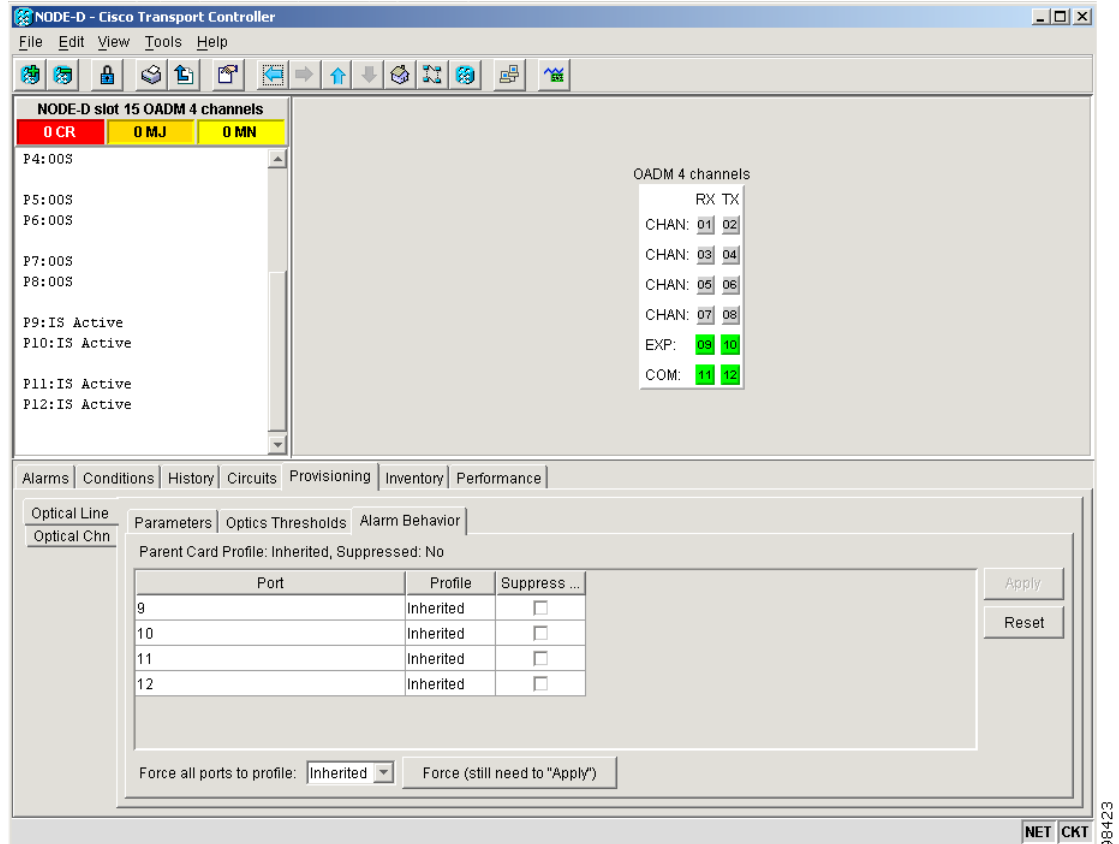 NODE-D - Cisco Transport Controller
File Edit View Tools Help
NODE-D slot 15 OADM 4 channels
0 CR 0 MJ 0 MN
P4:OOS
P5:OOS
P6:OOS
P7:OOS
P8:OOS
P9:IS Active
P10:IS Active
P11:IS Active
P12:IS Active
OADM 4 channels
RX TX
CHAN: 01 02
CHAN: 03 04
CHAN: 05 06
CHAN: 07 08
EXP: 09 10
COM: 11 12
Alarms Conditions History Circuits Provisioning Inventory Performance
Optical Line
Optical Chn
Parameters Optics Thresholds Alarm Behavior
Parent Card Profile: Inherited, Suppressed: No
Port Profile Suppress ...
9 Inherited
10 Inherited
11 Inherited
12 Inherited
Apply
Reset
Force all ports to profile: Inherited Force (still need to "Apply")
NET CKT
98423